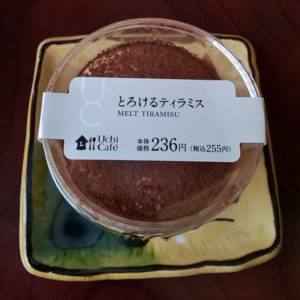 UC
とろけるティラミス
MELT TIRAMISU
Uchi
Café
本体
価格 236円 (税込255円)